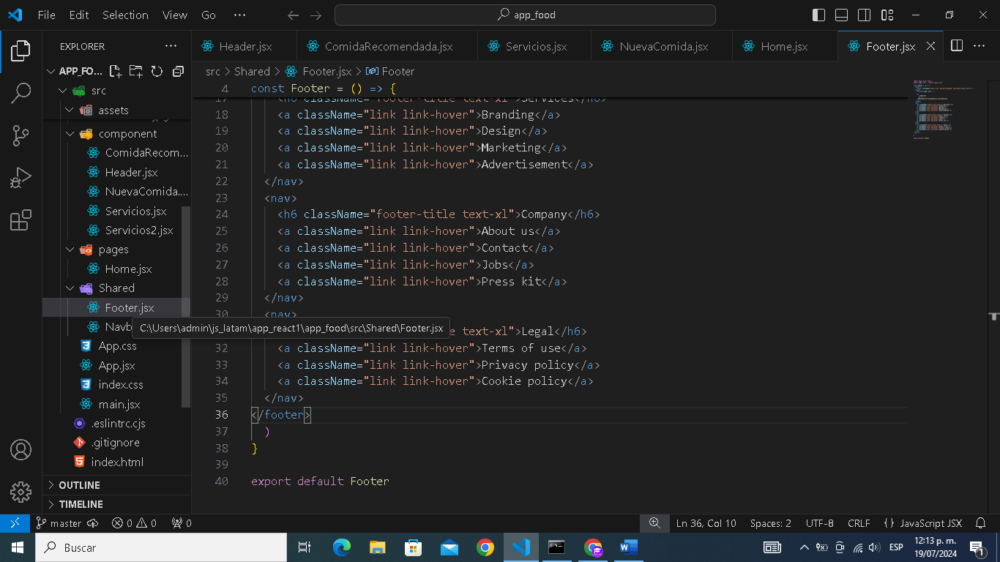 File Edit Selection View Go ··· app_food
EXPLORER ···
APP_FO...
src
assets
component
ComidaRecom...
Header.jsx
NuevaComida....
Servicios.jsx
Servicios2.jsx
pages
Home.jsx
Shared
Footer.jsx
Navb
App.css
App.jsx
index.css
main.jsx
.eslintrc.cjs
.gitignore
index.html
OUTLINE
TIMELINE
Header.jsx ComidaRecomendada.jsx Servicios.jsx NuevaComida.jsx Home.jsx Footer.jsx
src > Shared > Footer.jsx > Footer
4 const Footer = () => {
17 <h6 className="footer-title text-xl">Services</h6>
18 <a className="link link-hover">Branding</a>
19 <a className="link link-hover">Design</a>
20 <a className="link link-hover">Marketing</a>
21 <a className="link link-hover">Advertisement</a>
22 </nav>
23 <nav>
24 <h6 className="footer-title text-xl">Company</h6>
25 <a className="link link-hover">About us</a>
26 <a className="link link-hover">Contact</a>
27 <a className="link link-hover">Jobs</a>
28 <a className="link link-hover">Press kit</a>
29 </nav>
30 <nav>
C:\Users\admin\js_latam\app_react1\app_food\src\Shared\Footer.jsx
e text-xl">Legal</h6>
32 <a className="link link-hover">Terms of use</a>
33 <a className="link link-hover">Privacy policy</a>
34 <a className="link link-hover">Cookie policy</a>
35 </nav>
36 </footer>
37 )
38 }
39
40 export default Footer
master 0 0 0 Ln 36, Col 10 Spaces: 2 UTF-8 CRLF {} JavaScript JSX
Buscar ESP 12:13 p. m.
19/07/2024 1